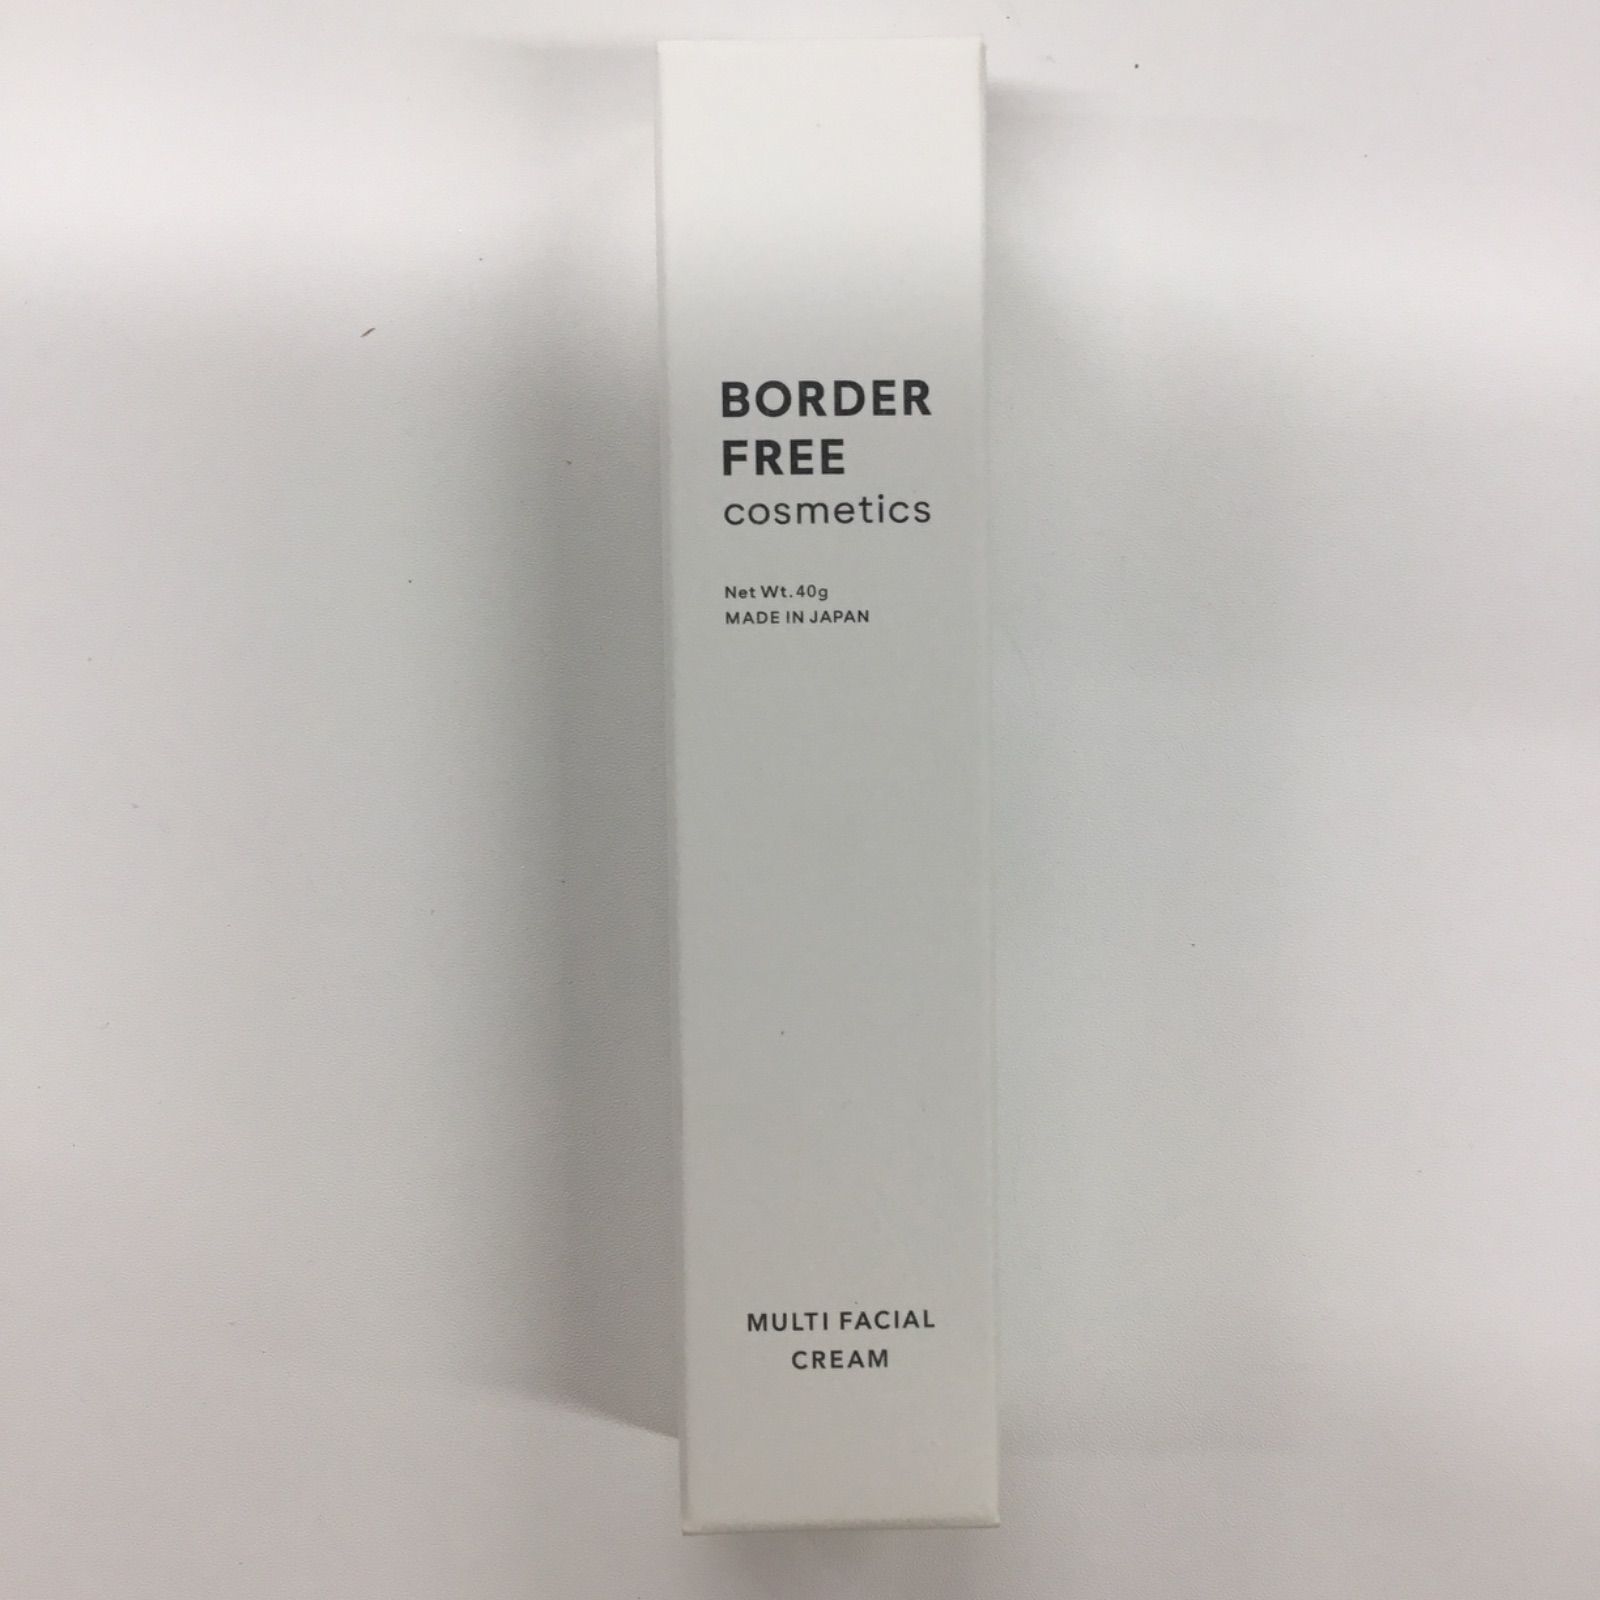 BORDER
FREE
cosmetics
Net Wt. 40g
MADE IN JAPAN
MULTI FACIAL
CREAM